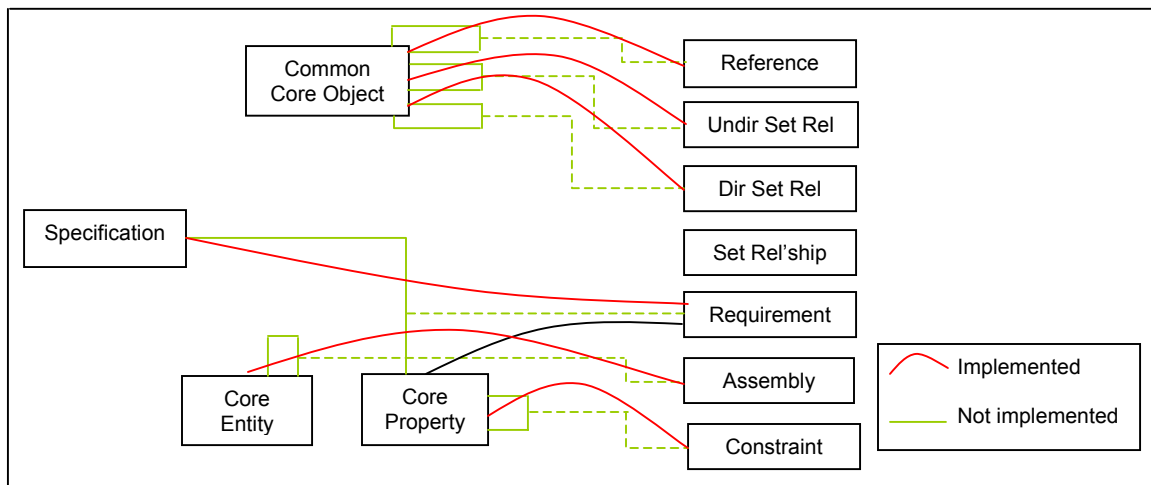 Common
Core Object
Reference
Undir Set Rel
Dir Set Rel
Specification
Set Rel’ship
Requirement
Core
Entity
Core
Property
Assembly
Constraint
Implemented
Not implemented